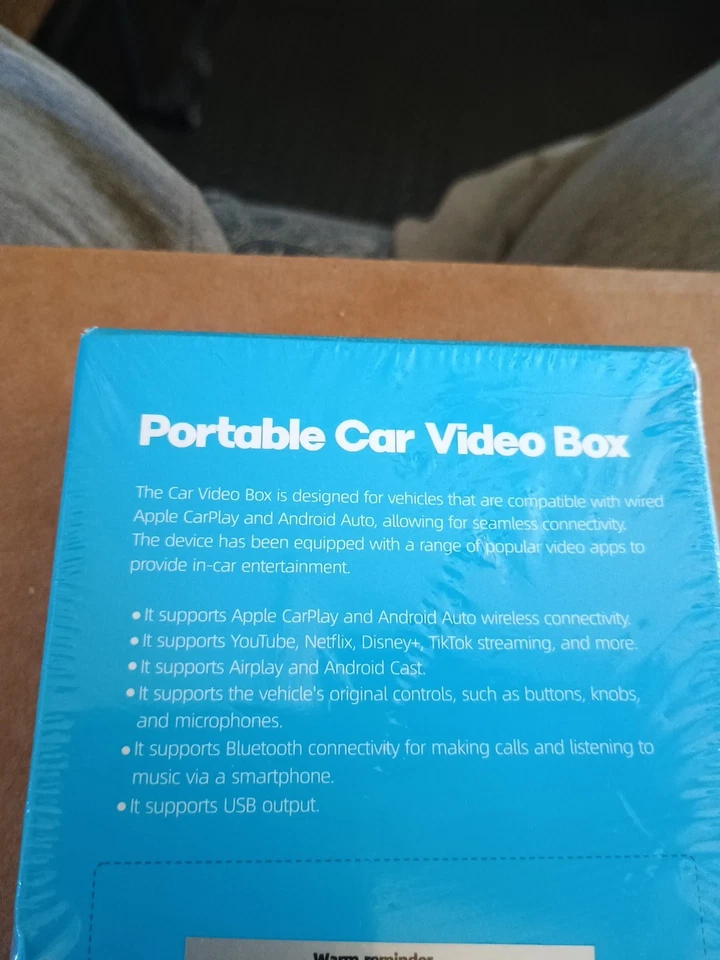 Portable Car Video Box
The Car Video Box is designed for vehicles that are compatible with wired
Apple CarPlay and Android Auto, allowing for seamless connectivity.
The device has been equipped with a range of popular video apps to
provide in-car entertainment.
●It supports Apple CarPlay and Android Auto wireless connectivity.
●It supports YouTube, Netflix, Disney+, TikTok streaming, and more.
●It supports Airplay and Android Cast.
●It supports the vehicle's original controls, such as buttons, knobs,
and microphones.
●It supports Bluetooth connectivity for making calls and listening to
music via a smartphone.
●It supports USB output.
Warm reminder